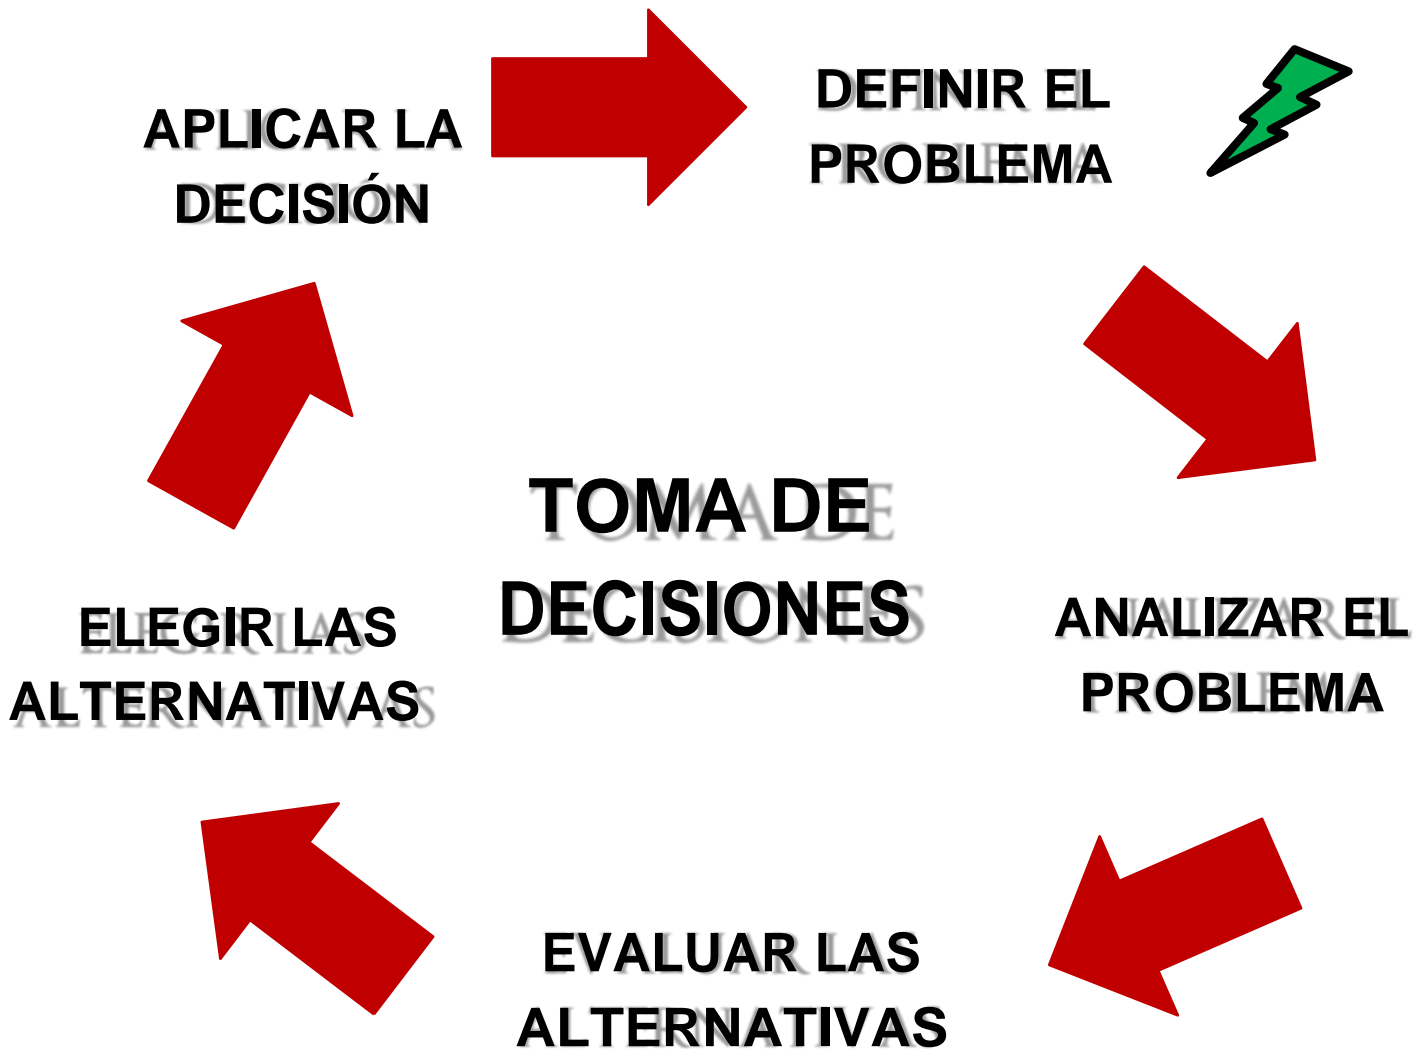 APLICAR LA
DECISIÓN
DEFINIR EL
PROBLEMA
TOMA DE
DECISIONES
ELEGIR LAS
ALTERNATIVAS
ANALIZAR EL
PROBLEMA
EVALUAR LAS
ALTERNATIVAS